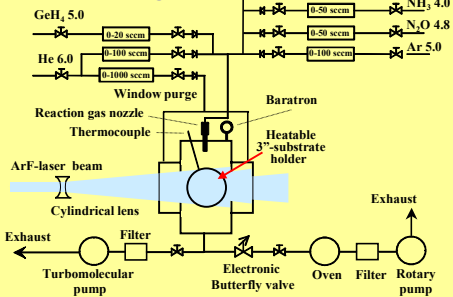 GeH4 5.0
0-20 sccm
0-50 sccm
NH3 4.0
He 6.0
0-100 sccm
0-50 sccm
N2O 4.8
0-1000 sccm
0-100 sccm
Ar 5.0
Window purge
Reaction gas nozzle
Baratron
Thermocouple
Heatable
3"-substrate
holder
ArF-laser beam
Cylindrical lens
Exhaust
Exhaust
Filter
Turbomolecular
pump
Electronic
Butterfly valve
Oven
Filter
Rotary
pump